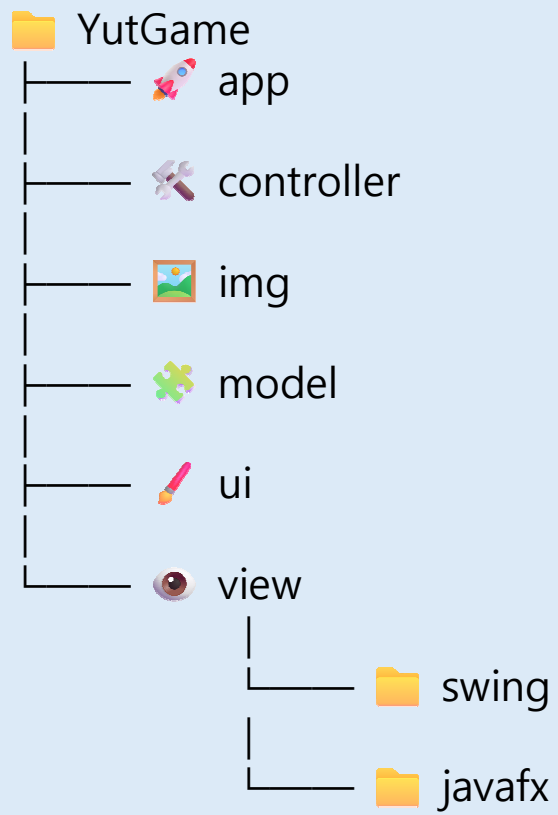 YutGame
app
controller
img
model
ui
view
swing
javafx